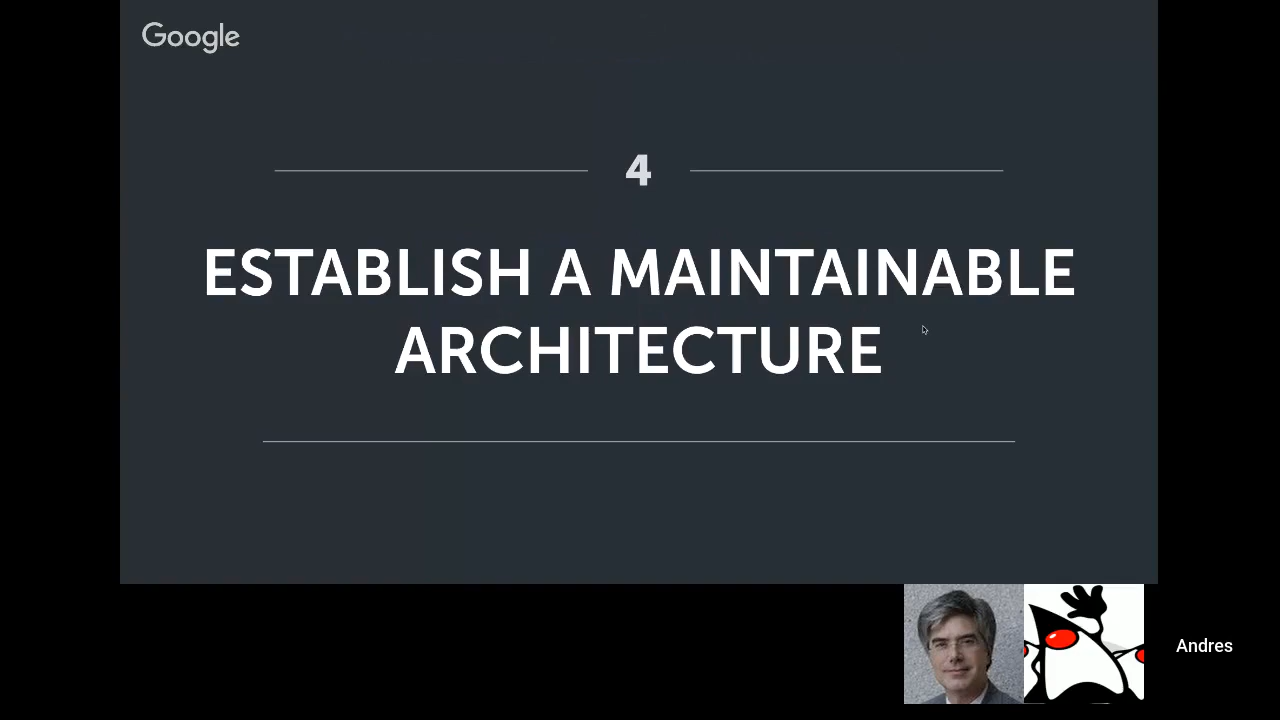 Google
4
ESTABLISH A MAINTAINABLE
ARCHITECTURE
Andres